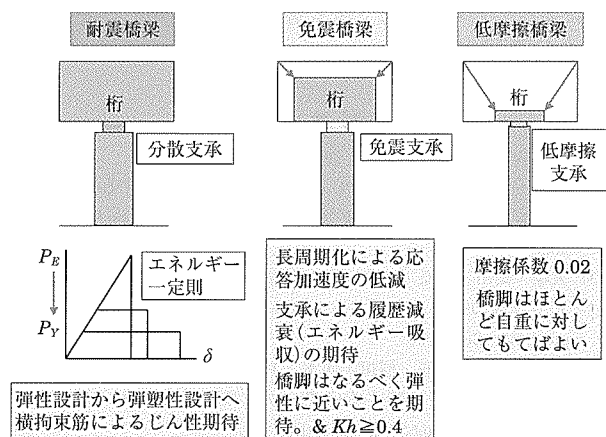 耐震橋梁
免震橋梁
低摩擦橋梁
桁
桁
桁
分散支承
免震支承
低摩擦
支承
P_E
P_Y
エネルギー
一定則
δ
弾性設計から弾塑性設計へ
横拘束筋によるじん性期待
長周期化による応
答加速度の低減
支承による履歴減
衰(エネルギー吸
収)の期待
橋脚はなるべく弾
性に近いことを期
待。& Kh≧0.4
摩擦係数 0.02
橋脚はほとん
ど自重に対し
てもてばよい